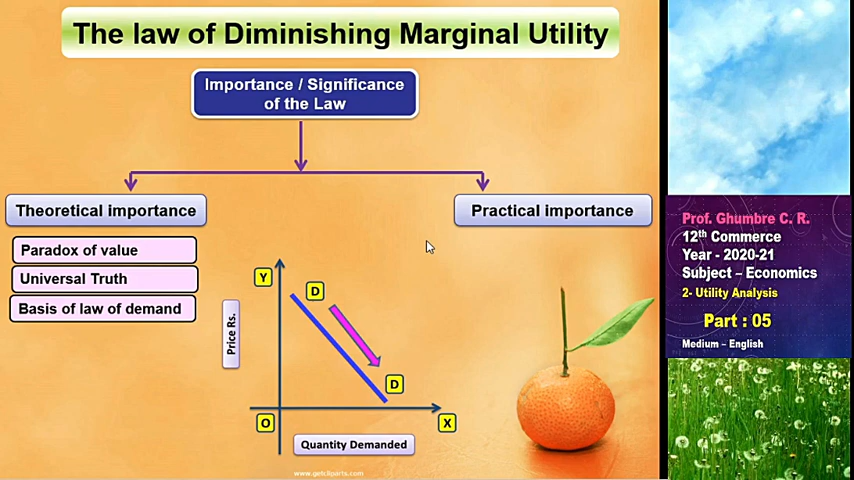 The law of Diminishing Marginal Utility
Importance / Significance
of the Law
Theoretical importance
Practical importance
Paradox of value
Universal Truth
Basis of law of demand
Y
D
Price Rs.
D
O
X
Quantity Demanded
www.getcliparts.com
Prof. Ghumbre C. R.
12th Commerce
Year - 2020-21
Subject – Economics
2- Utility Analysis
Part : 05
Medium – English